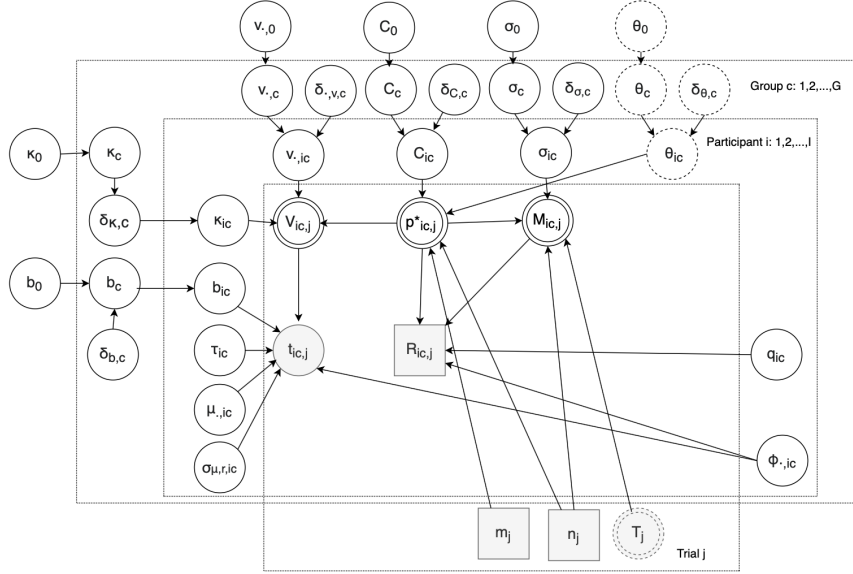 v·,0
C0
σ0
θ0
v·,c
δ·,v,c
Cc
δC,c
σc
δσ,c
θc
δθ,c
Group c: 1,2,...,G
κ0
κc
v·,ic
Cic
σic
θic
Participant i: 1,2,...,I
δκ,c
κic
Vic,j
p*ic,j
Mic,j
b0
bc
bic
δb,c
τic
tic,j
Ric,j
qic
μ.,ic
σμ,r,ic
Φ·,ic
mj
nj
Tj
Trial j